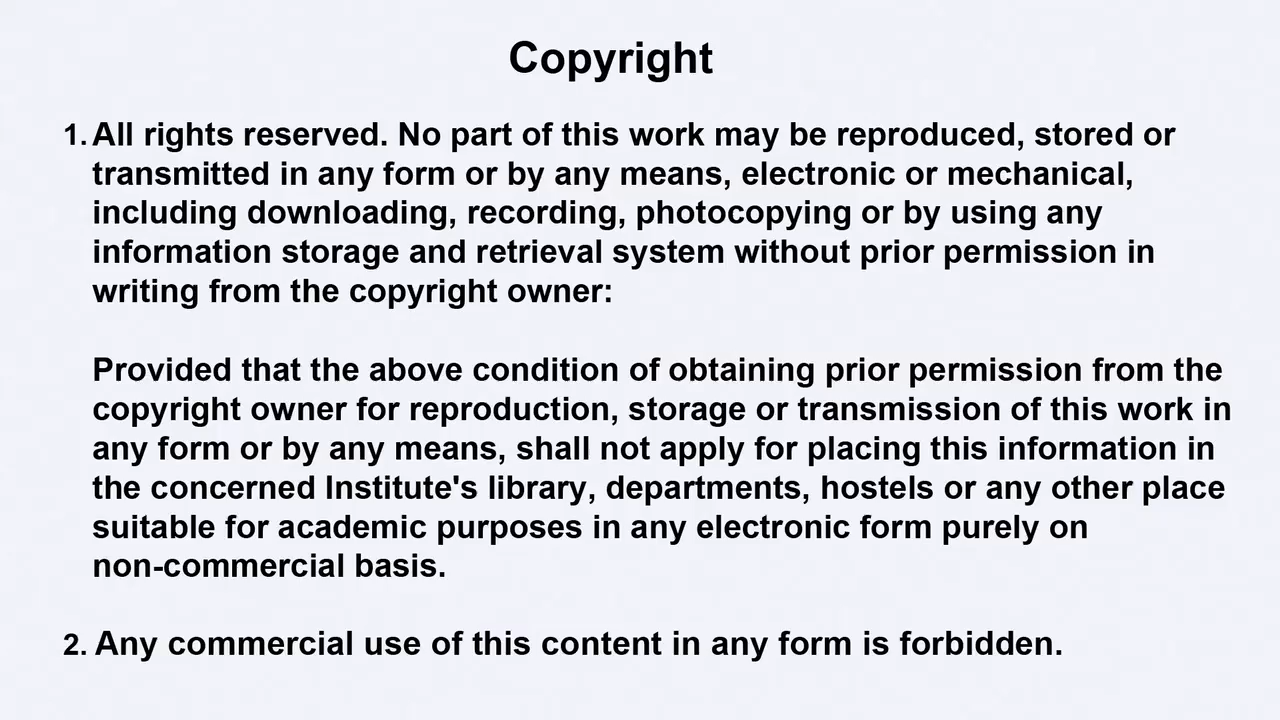 Copyright
1. All rights reserved. No part of this work may be reproduced, stored or
transmitted in any form or by any means, electronic or mechanical,
including downloading, recording, photocopying or by using any
information storage and retrieval system without prior permission in
writing from the copyright owner:
Provided that the above condition of obtaining prior permission from the
copyright owner for reproduction, storage or transmission of this work in
any form or by any means, shall not apply for placing this information in
the concerned Institute's library, departments, hostels or any other place
suitable for academic purposes in any electronic form purely on
non-commercial basis.
2. Any commercial use of this content in any form is forbidden.